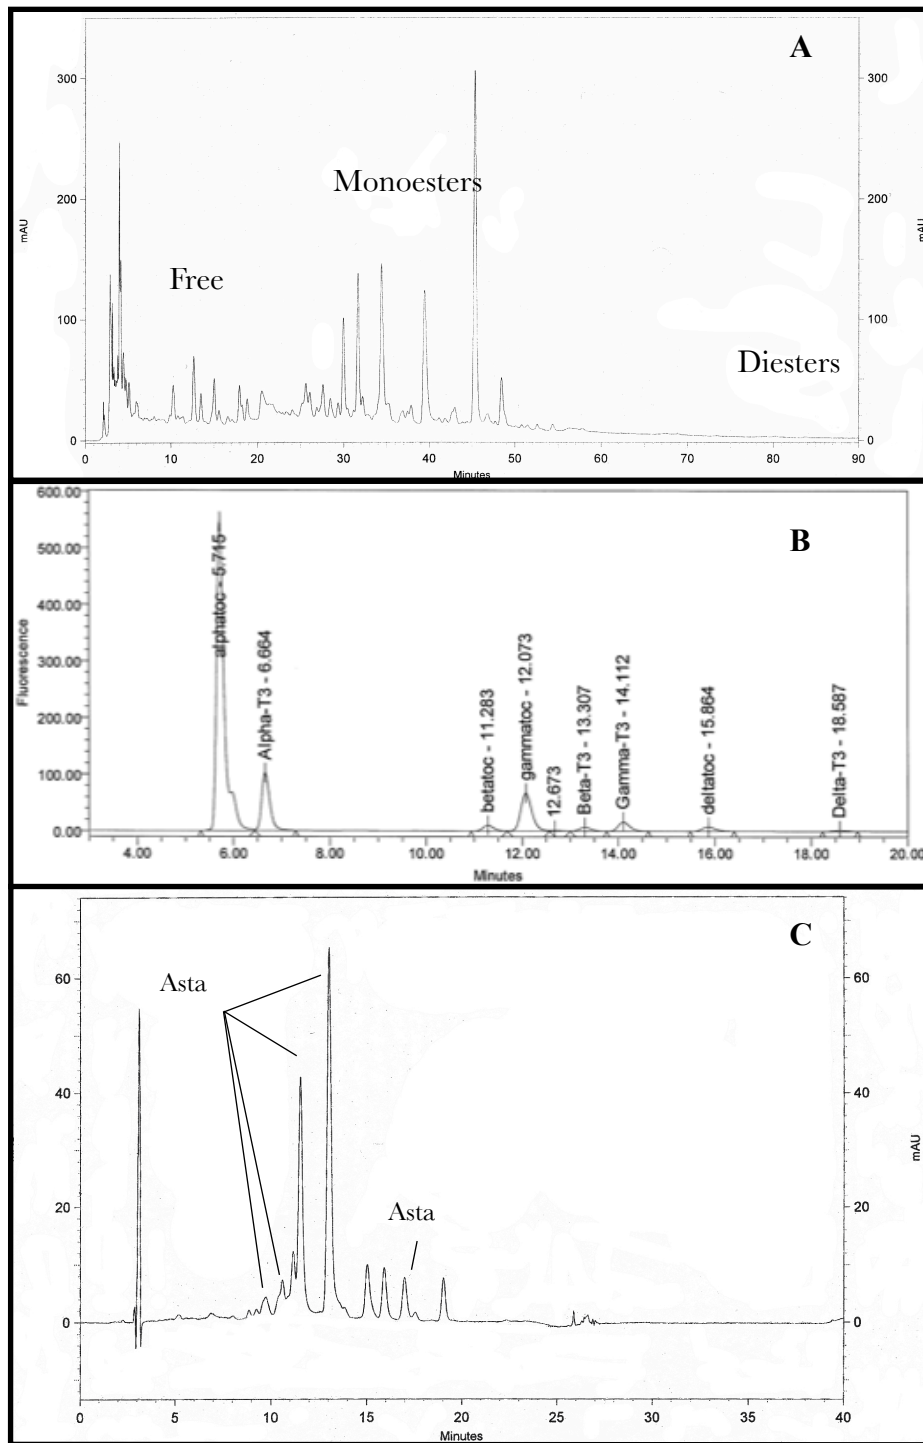 A
300
300
mAU
mAU
200
200
Monoesters
Free
100
100
Diesters
0
0
0 10 20 30 40 50 60 70 80 90
Minutes
B
600.00
500.00
400.00
300.00
200.00
100.00
0.00
Fluorescence
alphatoc - 5.715
Alpha-T3 - 6.664
betatoc - 11.283
gammatoc - 12.073
12.673
Beta-T3 - 13.307
Gamma-T3 - 14.112
deltatoc - 15.864
Delta-T3 - 18.587
4.00 6.00 8.00 10.00 12.00 14.00 16.00 18.00 20.00
Minutes
C
Asta
60
60
40
40
mAU
20
20
Asta
0
0
0 5 10 15 20 25 30 35 40
Minutes